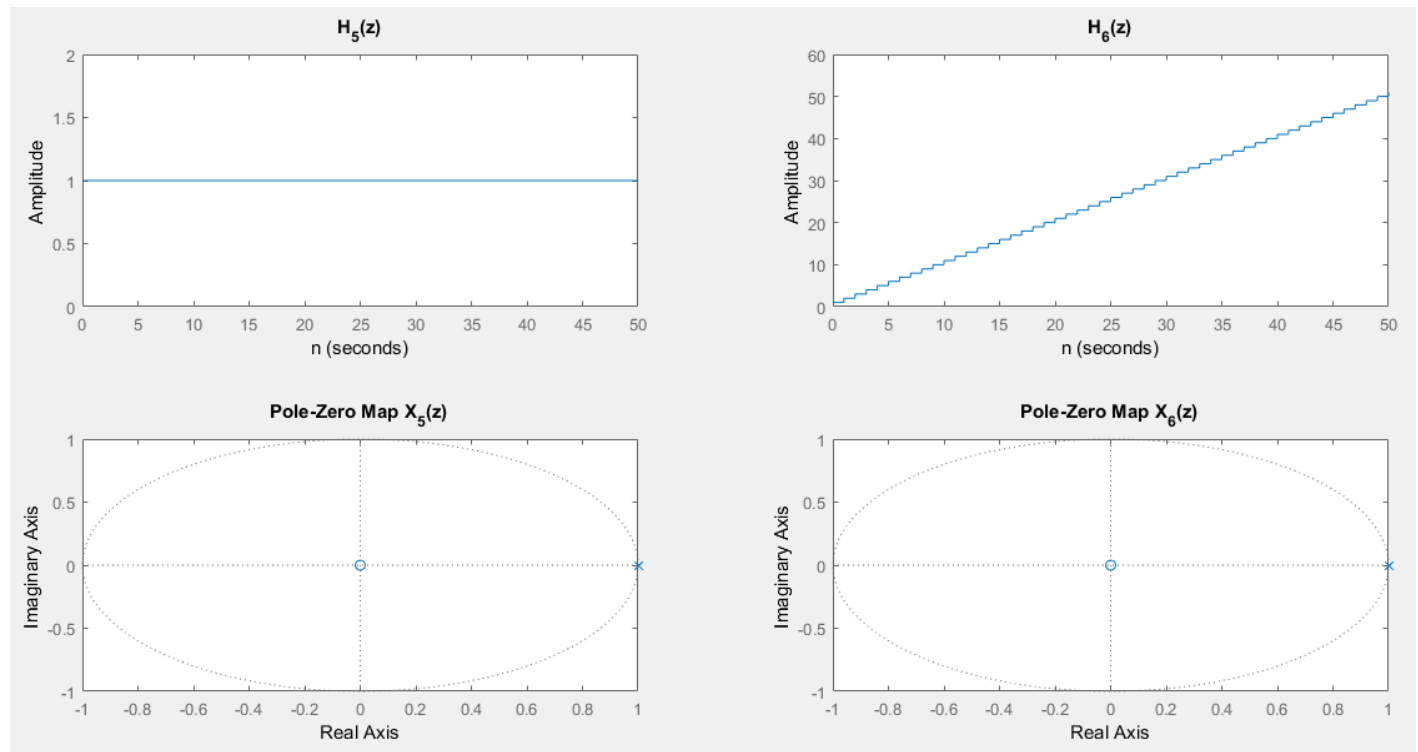 H5(z)
2
1.5
1
0.5
0
Amplitude
0 5 10 15 20 25 30 35 40 45 50
n (seconds)
H6(z)
60
50
40
30
20
10
0
Amplitude
0 5 10 15 20 25 30 35 40 45 50
n (seconds)
Pole-Zero Map X5(z)
1
0.5
0
-0.5
-1
Imaginary Axis
-1 -0.8 -0.6 -0.4 -0.2 0 0.2 0.4 0.6 0.8 1
Real Axis
Pole-Zero Map X6(z)
1
0.5
0
-0.5
-1
Imaginary Axis
-1 -0.8 -0.6 -0.4 -0.2 0 0.2 0.4 0.6 0.8 1
Real Axis